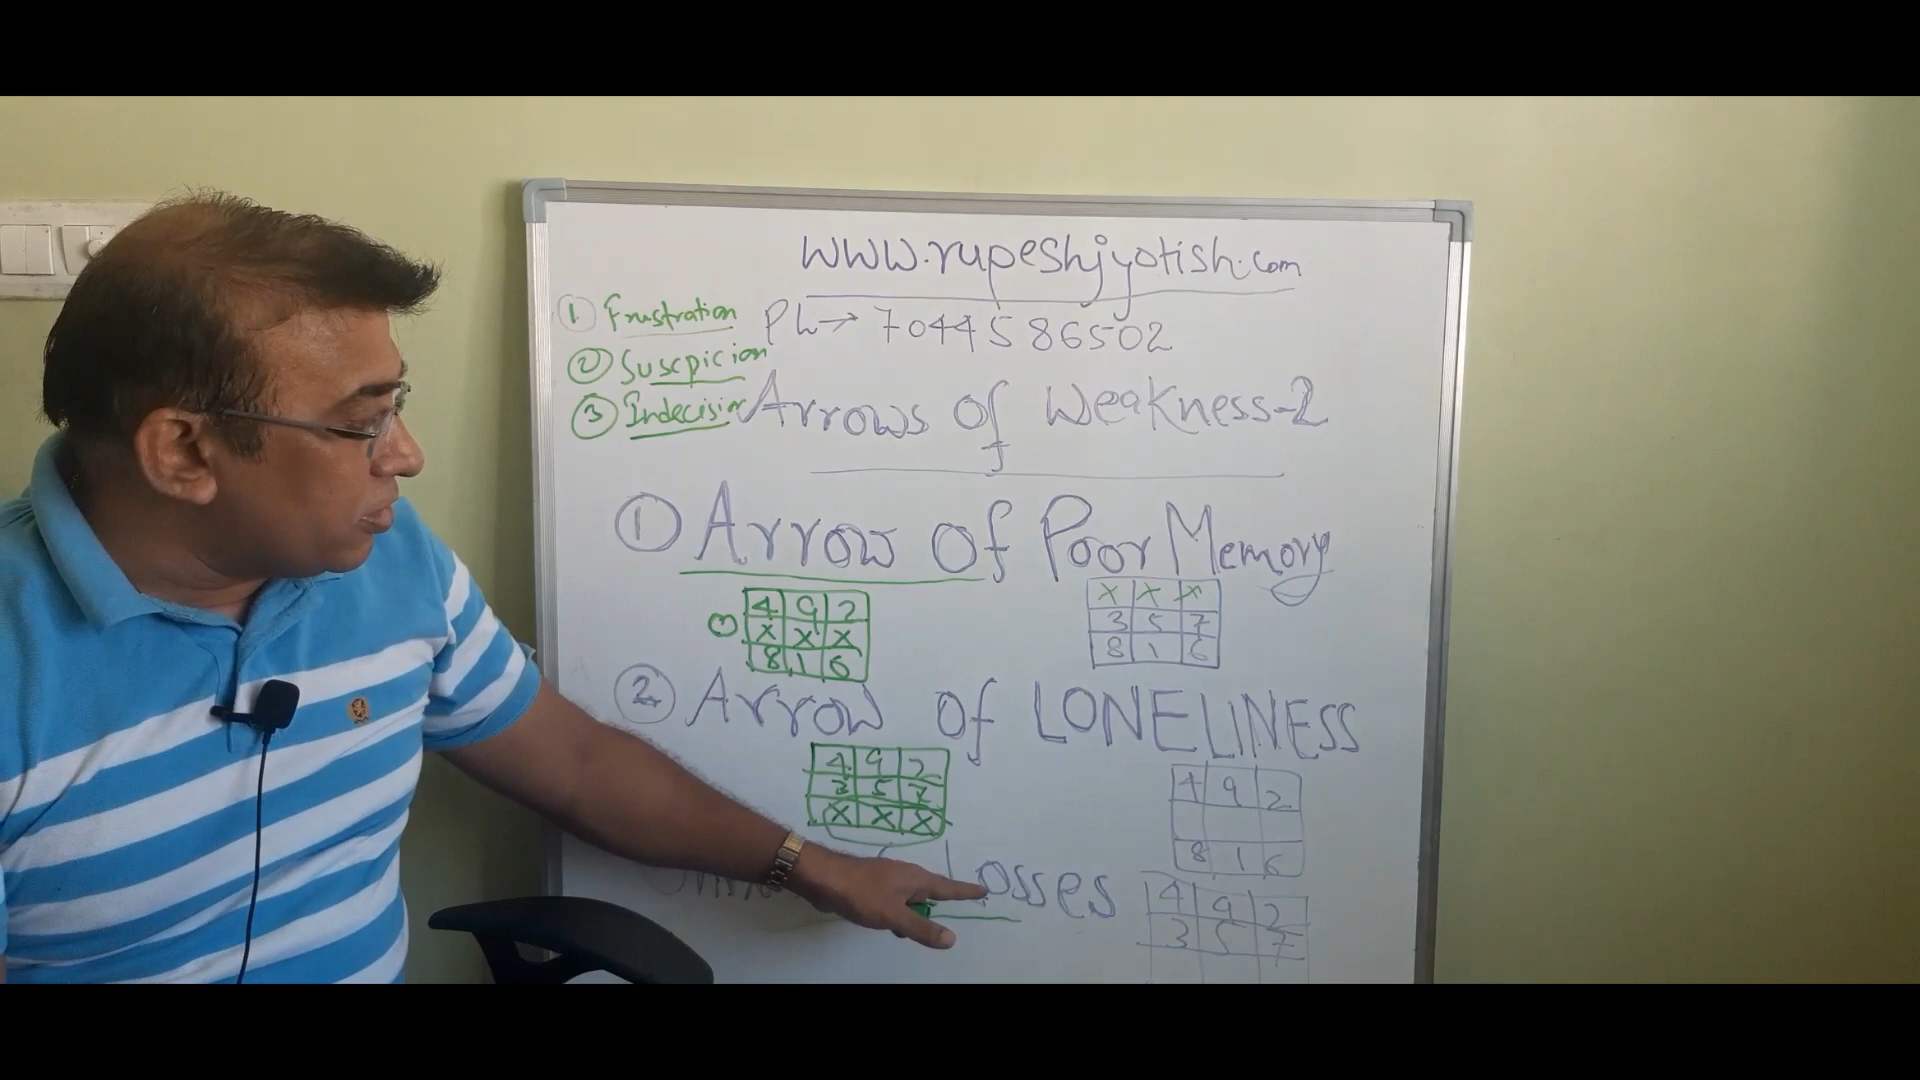 www.rupeshjyotish.com
① Frustration
Ph→ 7044586502
② Suscpicion
③ Indecision
Arrows Of Weakness-2
① Arrow Of Poor Memory
4 9 2
① X X X
8 1 6
X X X
3 5 7
8 1 6
② Arrow Of LONELINESS
4 9 2
3 5 7
X X X
4 9 2
8 1 6
Losses
4 9 2
3 5 7